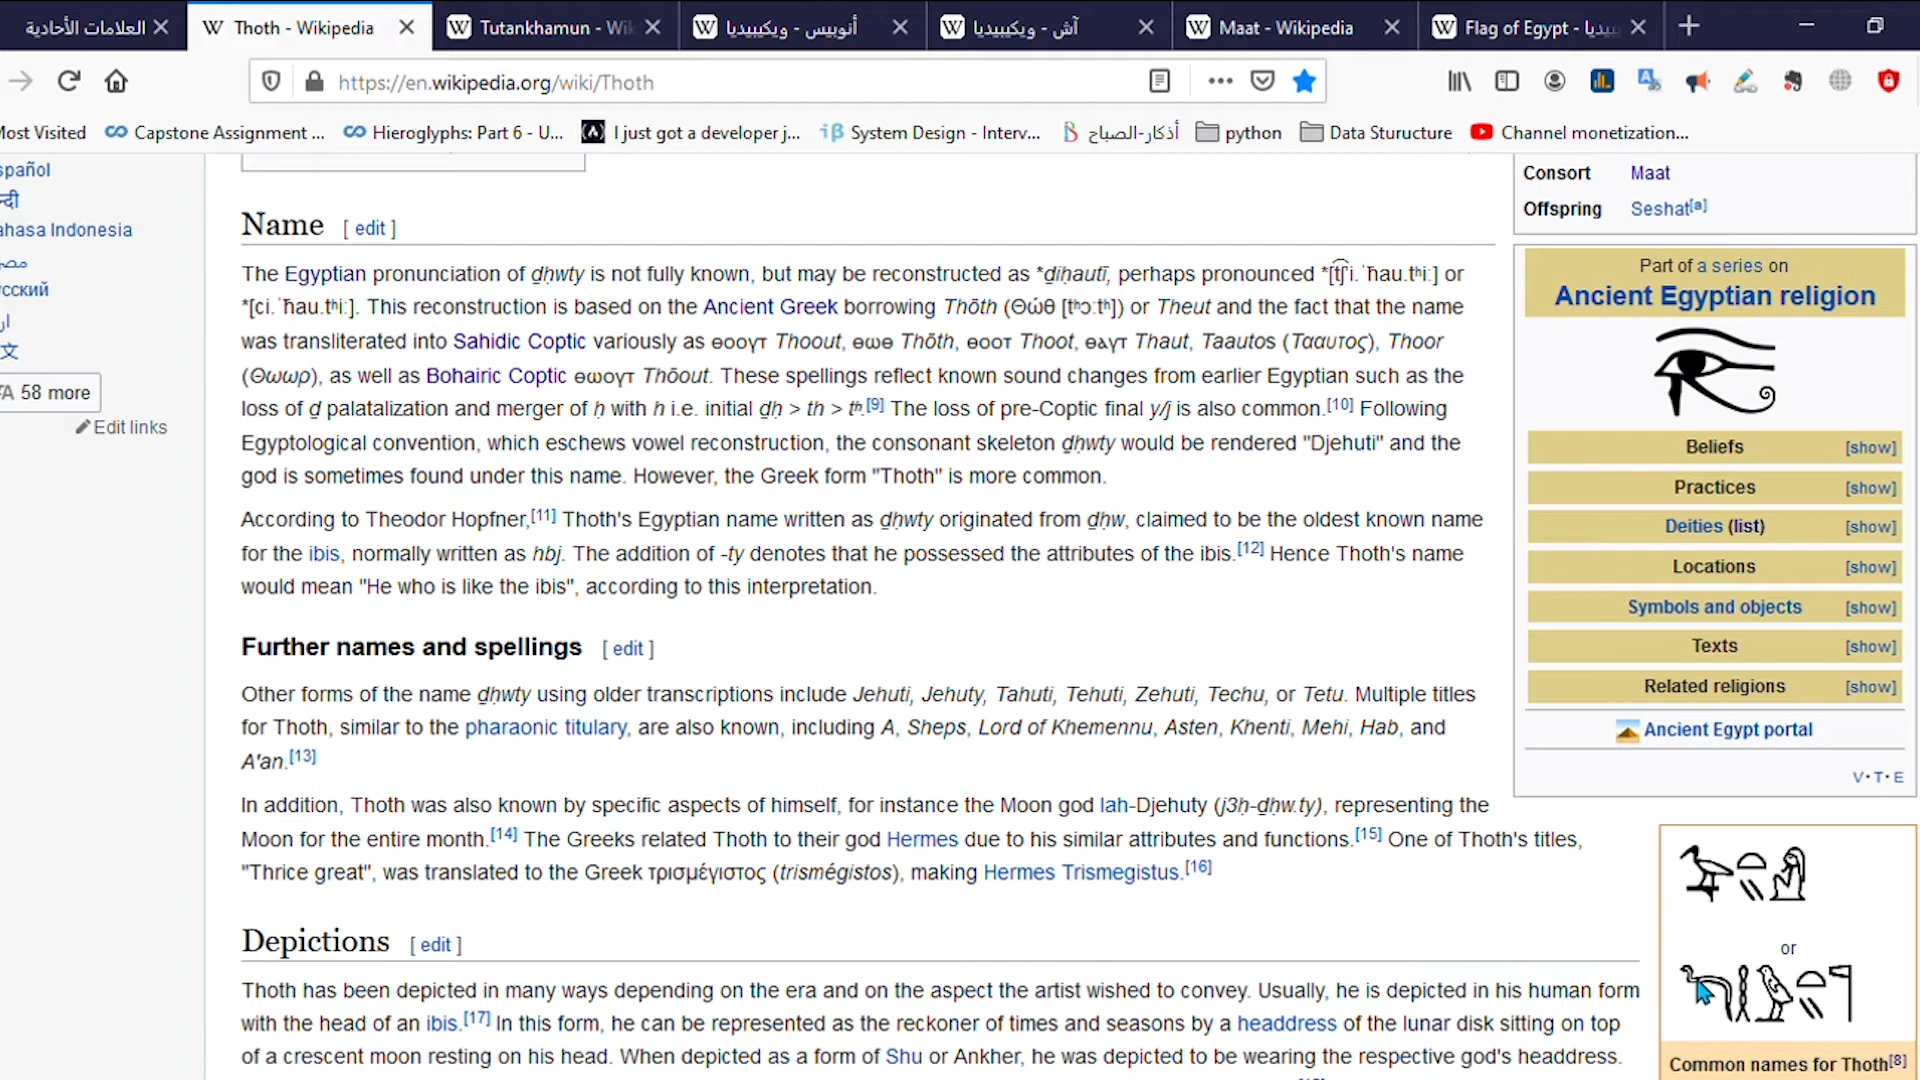 العلامات الأحادية
Thoth - Wikipedia
Tutankhamun - Wik
أنوبيس - ويكيبيديا
آش - ويكيبيديا
Maat - Wikipedia
Flag of Egypt -
https://en.wikipedia.org/wiki/Thoth
Most Visited
Capstone Assignment ...
Hieroglyphs: Part 6 - U...
I just got a developer j...
System Design - Interv...
أذكار-الصباح
python
Data Sturucture
Channel monetization...
spañol
न्दी
ahasa Indonesia
مصر
усский
ار
文
58 more
Edit links
Consort Maat
Offspring Seshat[a]
Name [ edit ]
The Egyptian pronunciation of ḏḥwty is not fully known, but may be reconstructed as *ḏiḥautī, perhaps pronounced *[t͡ʃi.ˈħau.tʰiː] or
*[ci.ˈħau.tʰiː]. This reconstruction is based on the Ancient Greek borrowing Thōth (Θώθ [tʰɔːtʰ]) or Theut and the fact that the name
was transliterated into Sahidic Coptic variously as ⲑⲟⲟⲩⲧ Thoout, ⲑⲱⲑ Thōth, ⲑⲟⲟⲧ Thoot, ⲑⲁⲩⲧ Thaut, Taautos (Τααυτος), Thoor
(Θωωρ), as well as Bohairic Coptic ⲑⲱⲟⲩⲧ Thōout. These spellings reflect known sound changes from earlier Egyptian such as the
loss of ḏ palatalization and merger of ḥ with h i.e. initial ḏḥ > th > tʰ.[9] The loss of pre-Coptic final y/j is also common.[10] Following
Egyptological convention, which eschews vowel reconstruction, the consonant skeleton ḏḥwty would be rendered "Djehuti" and the
god is sometimes found under this name. However, the Greek form "Thoth" is more common.
According to Theodor Hopfner,[11] Thoth's Egyptian name written as ḏḥwty originated from ḏḥw, claimed to be the oldest known name
for the ibis, normally written as hbj. The addition of -ty denotes that he possessed the attributes of the ibis.[12] Hence Thoth's name
would mean "He who is like the ibis", according to this interpretation.
Further names and spellings [ edit ]
Other forms of the name ḏḥwty using older transcriptions include Jehuti, Jehuty, Tahuti, Tehuti, Zehuti, Techu, or Tetu. Multiple titles
for Thoth, similar to the pharaonic titulary, are also known, including A, Sheps, Lord of Khemennu, Asten, Khenti, Mehi, Hab, and
A'an.[13]
In addition, Thoth was also known by specific aspects of himself, for instance the Moon god Iah-Djehuty (j3ḥ-ḏḥw.ty), representing the
Moon for the entire month.[14] The Greeks related Thoth to their god Hermes due to his similar attributes and functions.[15] One of Thoth's titles,
"Thrice great", was translated to the Greek τρισμέγιστος (trismégistos), making Hermes Trismegistus.[16]
Depictions [ edit ]
Thoth has been depicted in many ways depending on the era and on the aspect the artist wished to convey. Usually, he is depicted in his human form
with the head of an ibis.[17] In this form, he can be represented as the reckoner of times and seasons by a headdress of the lunar disk sitting on top
of a crescent moon resting on his head. When depicted as a form of Shu or Ankher, he was depicted to be wearing the respective god's headdress.
Part of a series on
Ancient Egyptian religion
Beliefs [show]
Practices [show]
Deities (list) [show]
Locations [show]
Symbols and objects [show]
Texts [show]
Related religions [show]
Ancient Egypt portal
V·T·E
or
Common names for Thoth[8]